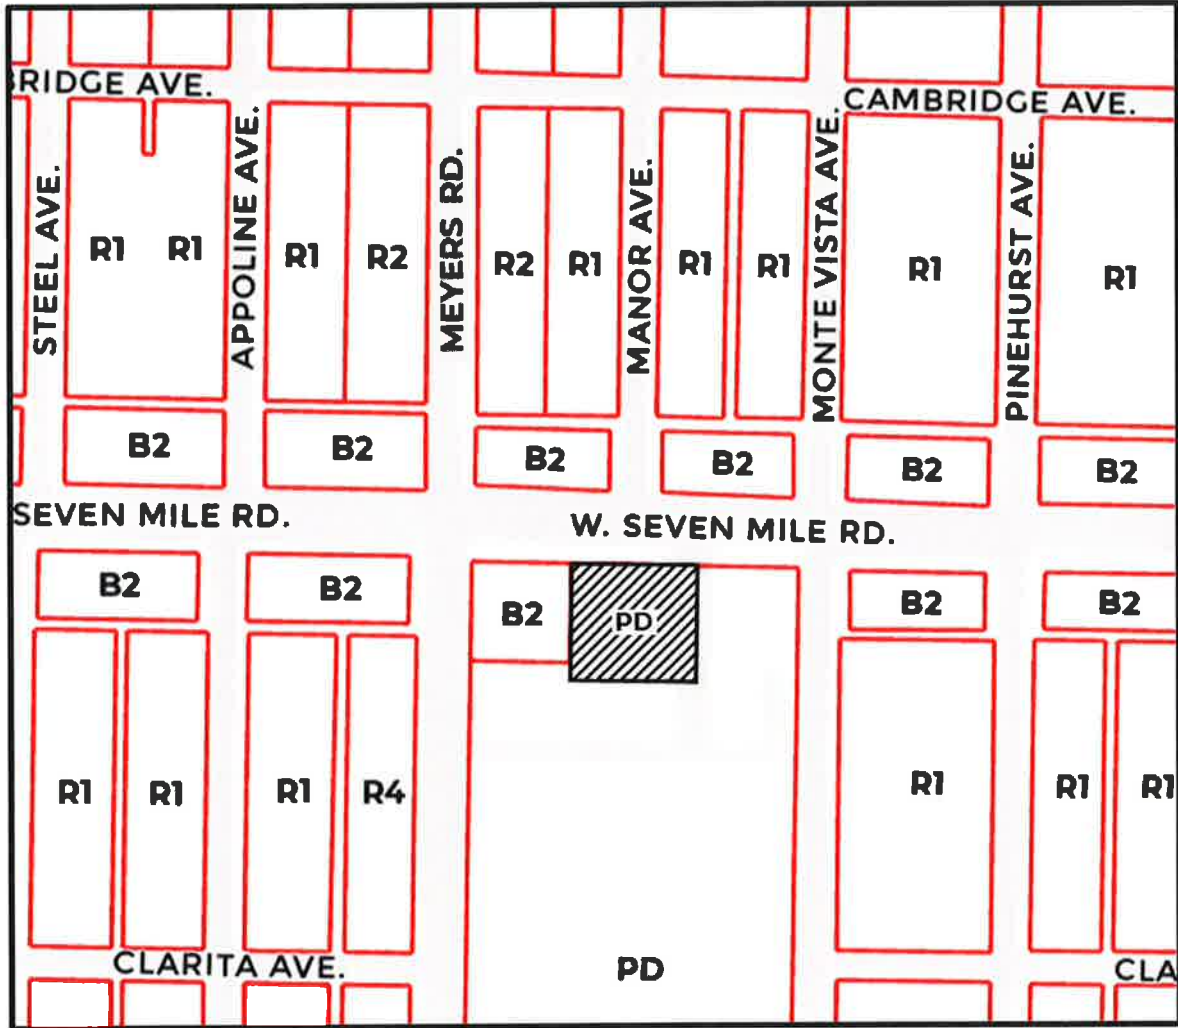 BRIDGE AVE.
CAMBRIDGE AVE.
STEEL AVE.
APPOLINE AVE.
MEYERS RD.
MANOR AVE.
MONTE VISTA AVE.
PINEHURST AVE.
R1 R1 R1 R2 R2 R1 R1 R1 R1 R1
B2 B2 B2 B2 B2 B2
SEVEN MILE RD.
W. SEVEN MILE RD.
B2 B2 B2 PD B2 B2
R1 R1 R1 R4 R1 R1 R1
CLARITA AVE.
PD
CLA